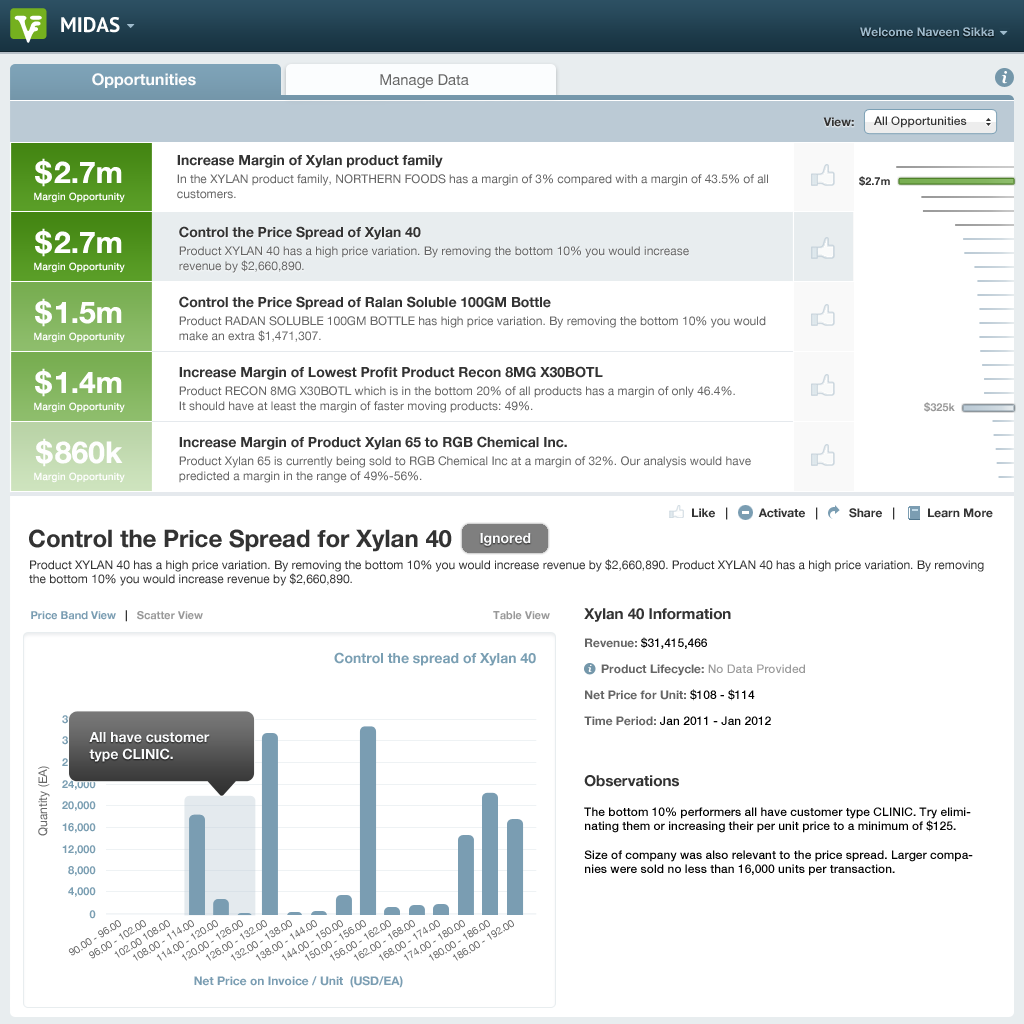 VF MIDAS
Welcome Naveen Sikka
Opportunities
Manage Data
i
View: All Opportunities
$2.7m
Margin Opportunity
Increase Margin of Xylan product family
In the XYLAN product family, NORTHERN FOODS has a margin of 3% compared with a margin of 43.5% of all
customers.
$2.7m
$2.7m
Margin Opportunity
Control the Price Spread of Xylan 40
Product XYLAN 40 has a high price variation. By removing the bottom 10% you would increase
revenue by $2,660,890.
$1.5m
Margin Opportunity
Control the Price Spread of Ralan Soluble 100GM Bottle
Product RADAN SOLUBLE 100GM BOTTLE has high price variation. By removing the bottom 10% you would
make an extra $1,471,307.
$1.4m
Margin Opportunity
Increase Margin of Lowest Profit Product Recon 8MG X30BOTL
Product RECON 8MG X30BOTL which is in the bottom 20% of all products has a margin of only 46.4%.
It should have at least the margin of faster moving products: 49%.
$325k
$860k
Margin Opportunity
Increase Margin of Product Xylan 65 to RGB Chemical Inc.
Product Xylan 65 is currently being sold to RGB Chemical Inc at a margin of 32%. Our analysis would have
predicted a margin in the range of 49%-56%.
Like | Activate | Share | Learn More
Control the Price Spread for Xylan 40 Ignored
Product XYLAN 40 has a high price variation. By removing the bottom 10% you would increase revenue by $2,660,890. Product XYLAN 40 has a high price variation. By removing
the bottom 10% you would increase revenue by $2,660,890.
Price Band View | Scatter View
Table View
Control the spread of Xylan 40
All have customer
type CLINIC.
Quantity (EA)
24,000
20,000
16,000
12,000
8,000
4,000
0
90.00 - 96.00
96.00 - 102.00
102.00 108.00
108.00 - 114.00
114.00 - 120.00
120.00 - 126.00
126.00 - 132.00
132.00 - 138.00
138.00 - 144.00
144.00 - 150.00
150.00 - 156.00
156.00 - 162.00
162.00 - 168.00
168.00 - 174.00
174.00 - 180.00
180.00 - 186.00
186.00 - 192.00
Net Price on Invoice / Unit (USD/EA)
Xylan 40 Information
Revenue: $31,415,466
i Product Lifecycle: No Data Provided
Net Price for Unit: $108 - $114
Time Period: Jan 2011 - Jan 2012
Observations
The bottom 10% performers all have customer type CLINIC. Try elimi-
nating them or increasing their per unit price to a minimum of $125.
Size of company was also relevant to the price spread. Larger compa-
nies were sold no less than 16,000 units per transaction.